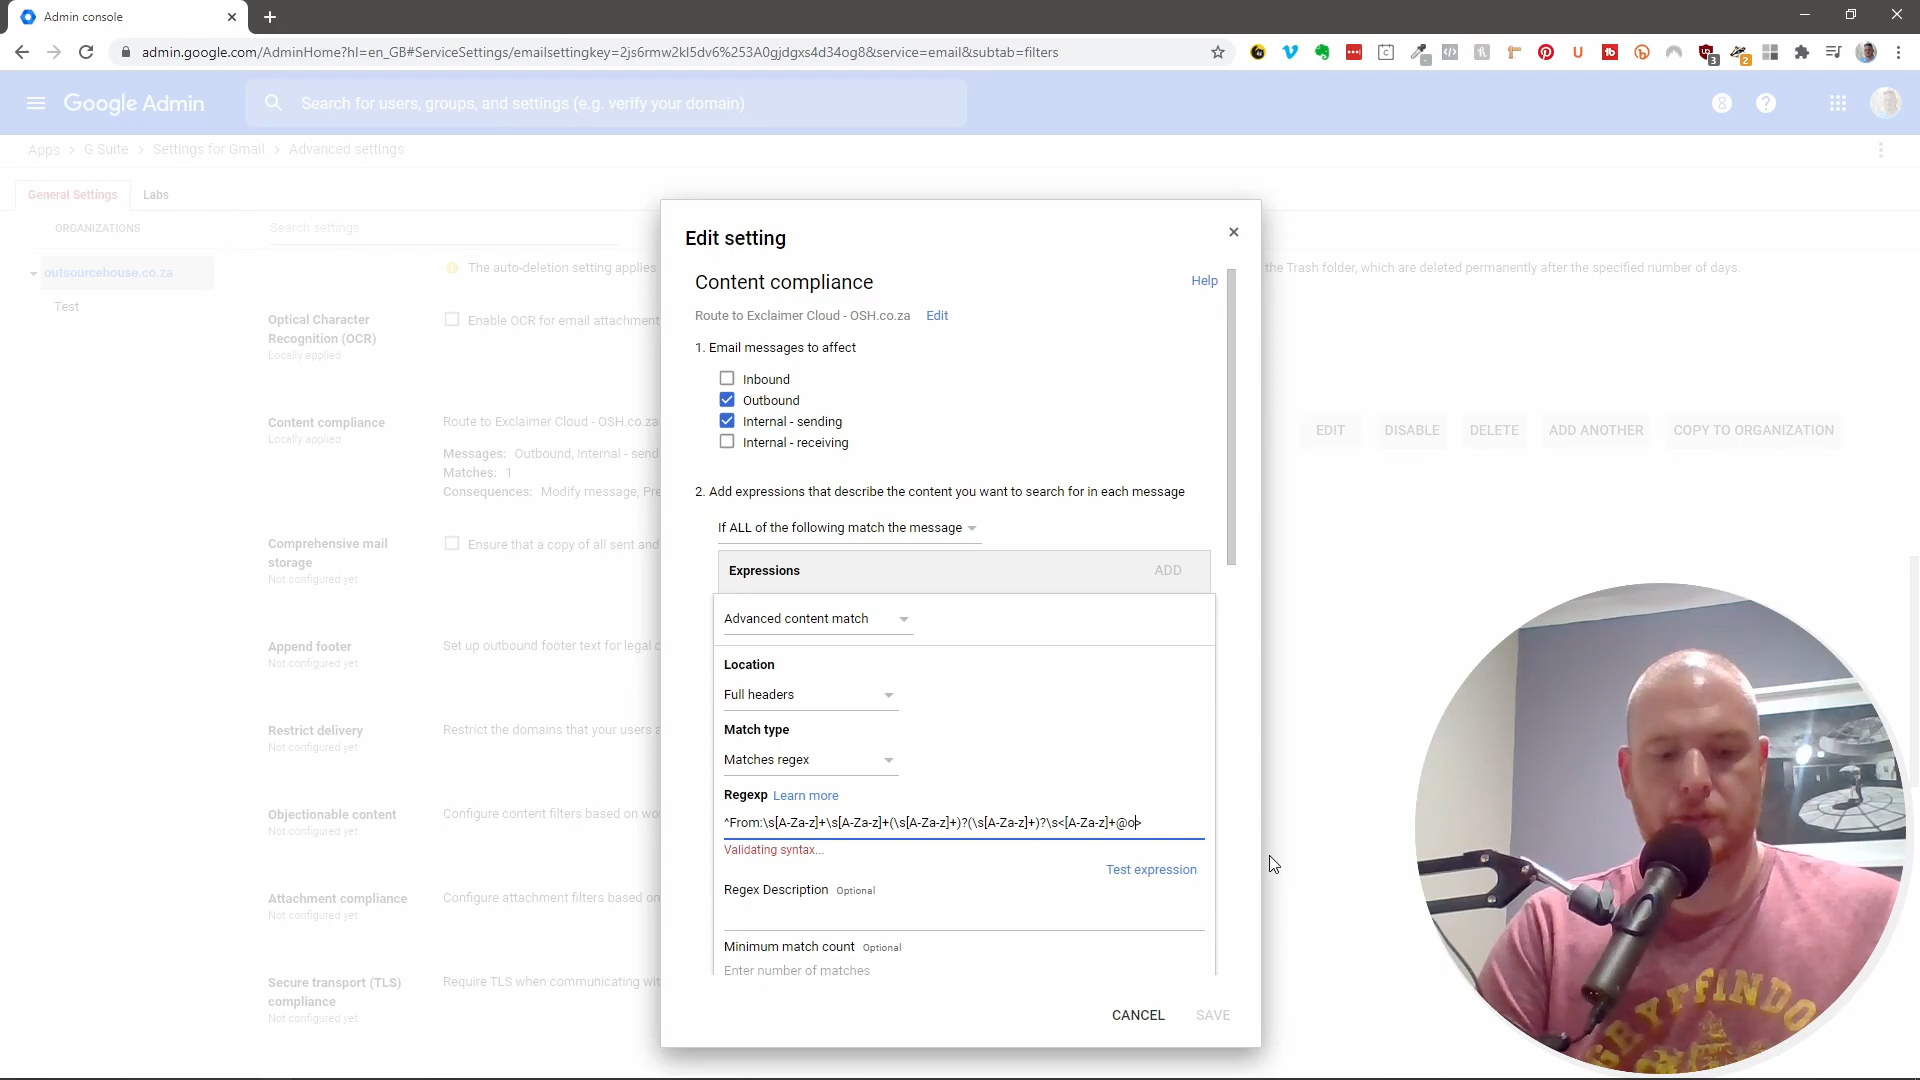 Admin console
admin.google.com/AdminHome?hl=en_GB#ServiceSettings/emailsettingkey=2js6rmw2kl5dv6%253A0gjdgxs4d34og8&service=email&subtab=filters
Google Admin
Search for users, groups, and settings (e.g. verify your domain)
Apps > G Suite > Settings for Gmail > Advanced settings
General Settings
Labs
ORGANIZATIONS
Search settings
outsourcehouse.co.za
Test
The auto-deletion setting applies
the Trash folder, which are deleted permanently after the specified number of days.
Optical Character
Recognition (OCR)
Locally applied
Enable OCR for email attachment
Content compliance
Locally applied
Route to Exclaimer Cloud - OSH.co.za
Messages: Outbound, Internal - send
Matches: 1
Consequences: Modify message, Pre
EDIT
DISABLE
DELETE
ADD ANOTHER
COPY TO ORGANIZATION
Comprehensive mail
storage
Not configured yet
Ensure that a copy of all sent and
Append footer
Not configured yet
Set up outbound footer text for legal c
Restrict delivery
Not configured yet
Restrict the domains that your users a
Objectionable content
Not configured yet
Configure content filters based on wo
Attachment compliance
Not configured yet
Configure attachment filters based on
Secure transport (TLS)
compliance
Not configured yet
Require TLS when communicating wit
Edit setting
Content compliance
Help
Route to Exclaimer Cloud - OSH.co.za Edit
1. Email messages to affect
Inbound
Outbound
Internal - sending
Internal - receiving
2. Add expressions that describe the content you want to search for in each message
If ALL of the following match the message
Expressions
ADD
Advanced content match
Location
Full headers
Match type
Matches regex
Regexp Learn more
^From:\s[A-Za-z]+\s[A-Za-z]+(\s[A-Za-z]+)?(\s[A-Za-z]+)?\s<[A-Za-z]+@o>
Validating syntax...
Test expression
Regex Description Optional
Minimum match count Optional
Enter number of matches
CANCEL
SAVE
GRYFFINDO